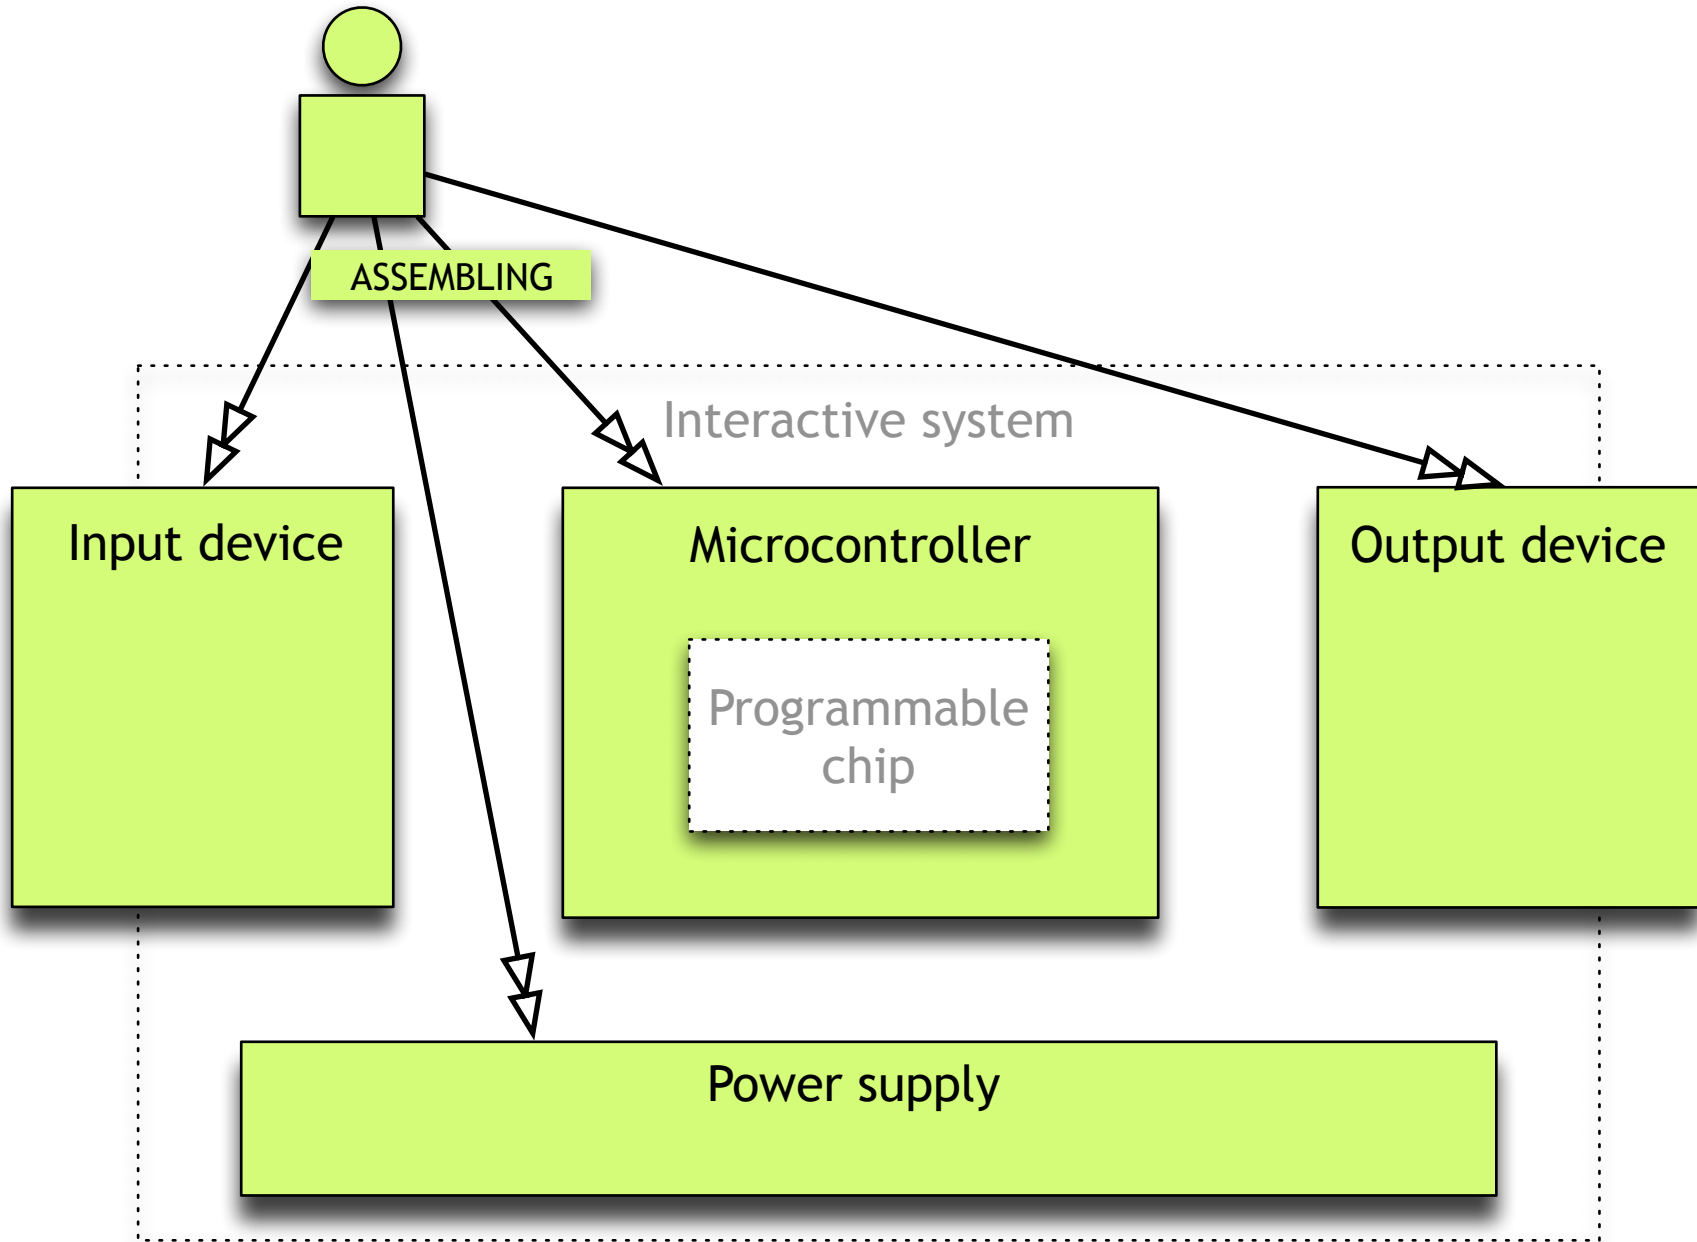 ASSEMBLING
Interactive system
Input device
Microcontroller
Output device
Programmable
chip
Power supply